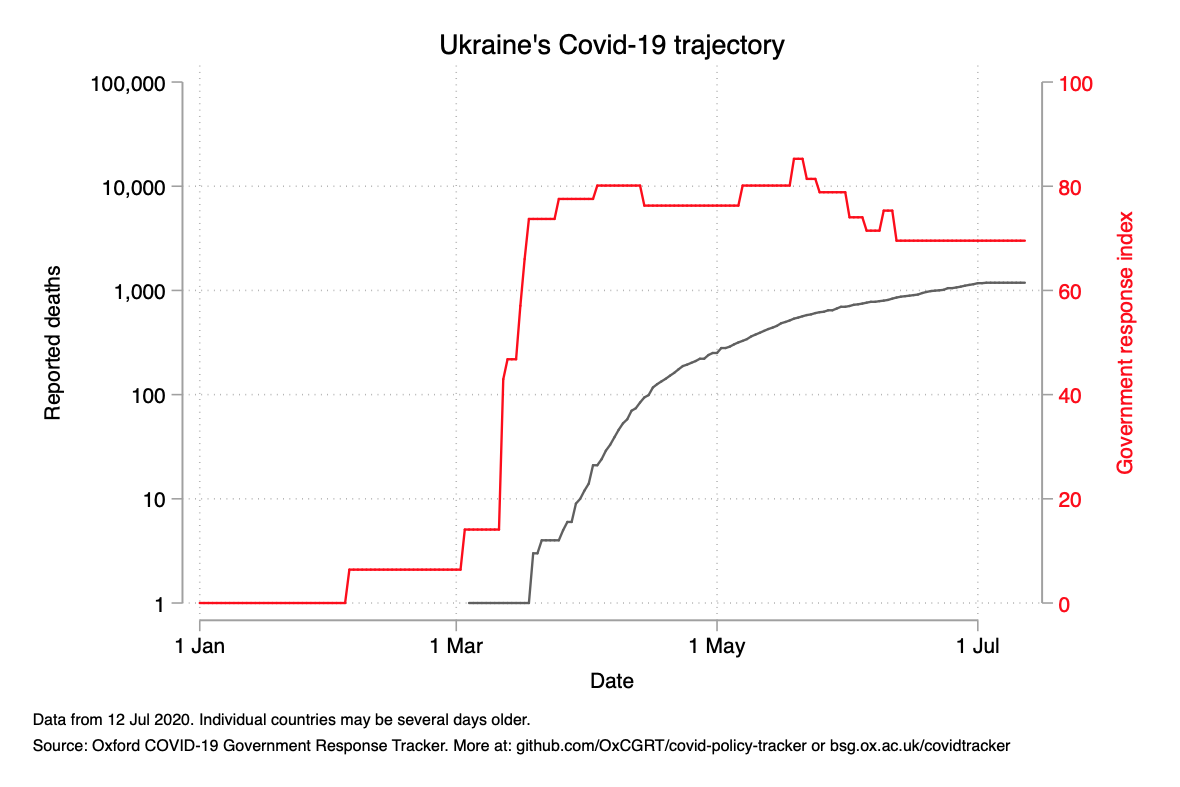 Ukraine's Covid-19 trajectory
100,000
10,000
1,000
100
10
1
Reported deaths
100
80
60
40
20
0
Government response index
1 Jan
1 Mar
1 May
1 Jul
Date
Data from 12 Jul 2020. Individual countries may be several days older.
Source: Oxford COVID-19 Government Response Tracker. More at: github.com/OxCGRT/covid-policy-tracker or bsg.ox.ac.uk/covidtracker